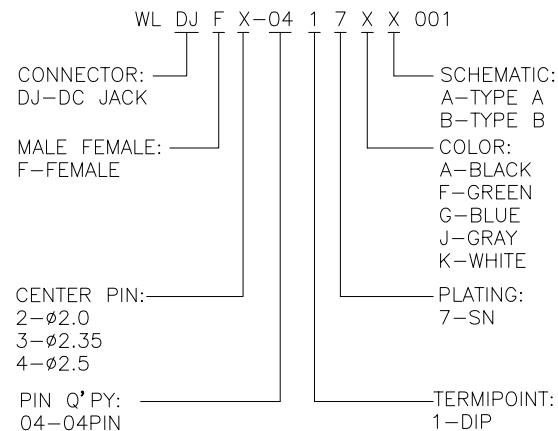 WL DJ F X-04 1 7 X X 001
CONNECTOR:
DJ-DC JACK
MALE FEMALE:
F-FEMALE
CENTER PIN:
2-ø2.0
3-ø2.35
4-ø2.5
PIN Q'PY:
04-04PIN
SCHEMATIC:
A-TYPE A
B-TYPE B
COLOR:
A-BLACK
F-GREEN
G-BLUE
J-GRAY
K-WHITE
PLATING:
7-SN
TERMIPOINT:
1-DIP